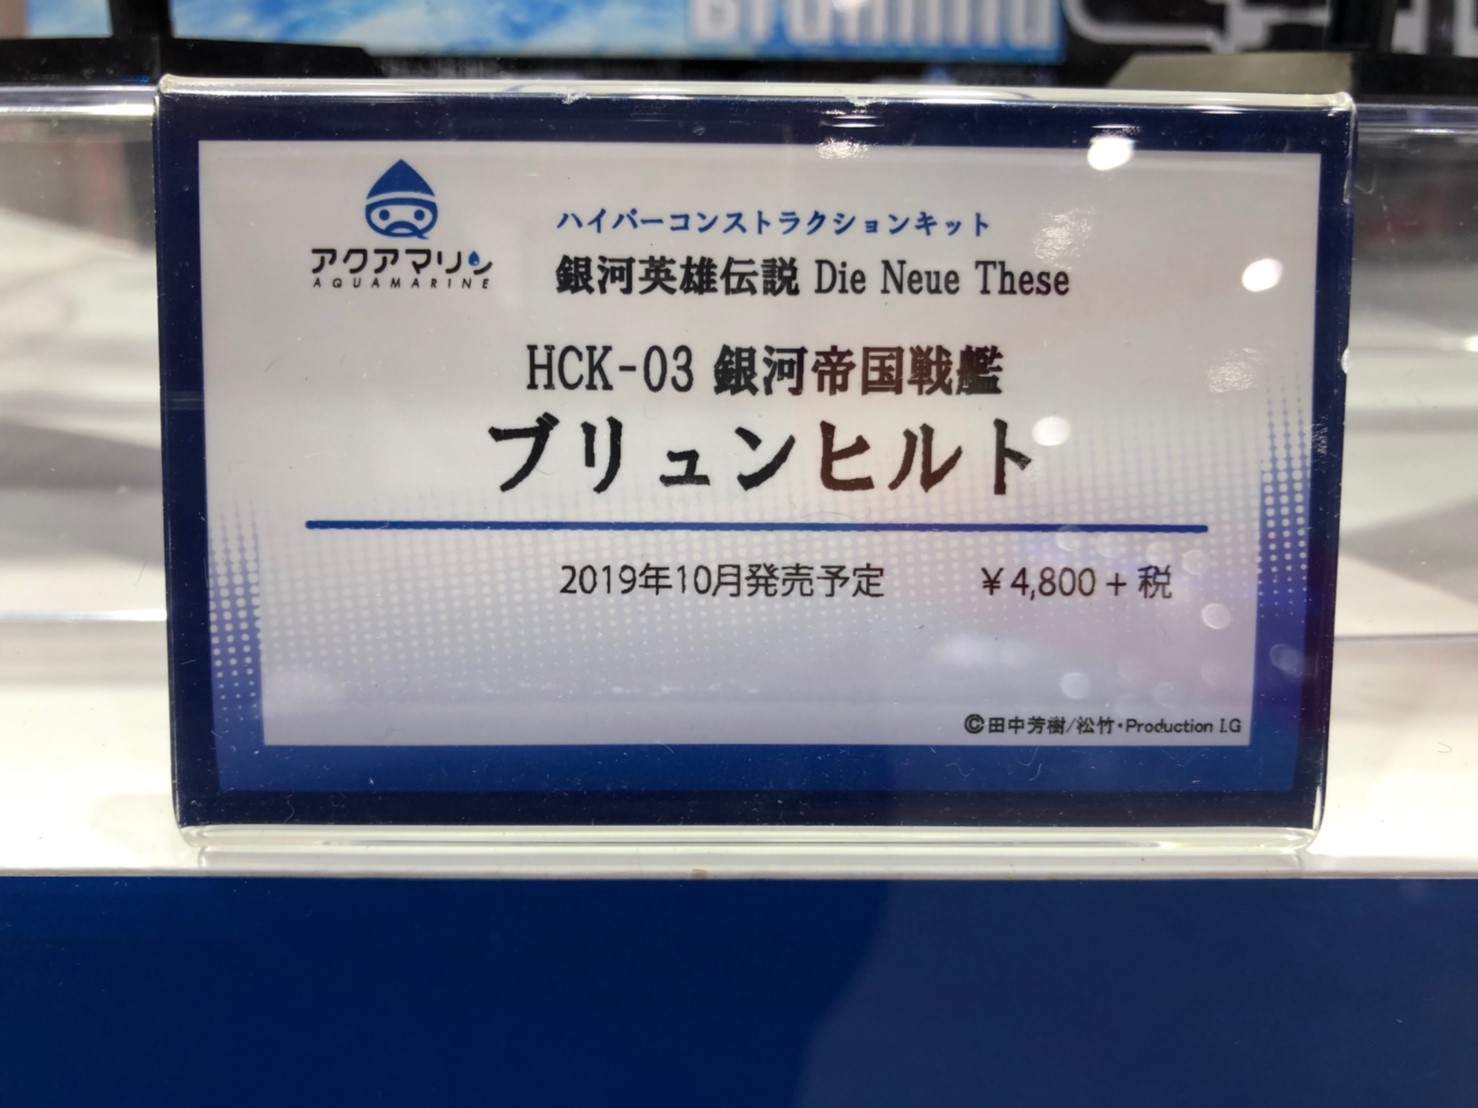 アクアマリン
AQUAMARINE
ハイパーコンストラクションキット
銀河英雄伝説 Die Neue These
HCK-03 銀河帝国戦艦
ブリュンヒルト
2019年10月発売予定 ¥4,800+税
©田中芳樹/松竹・Production I.G